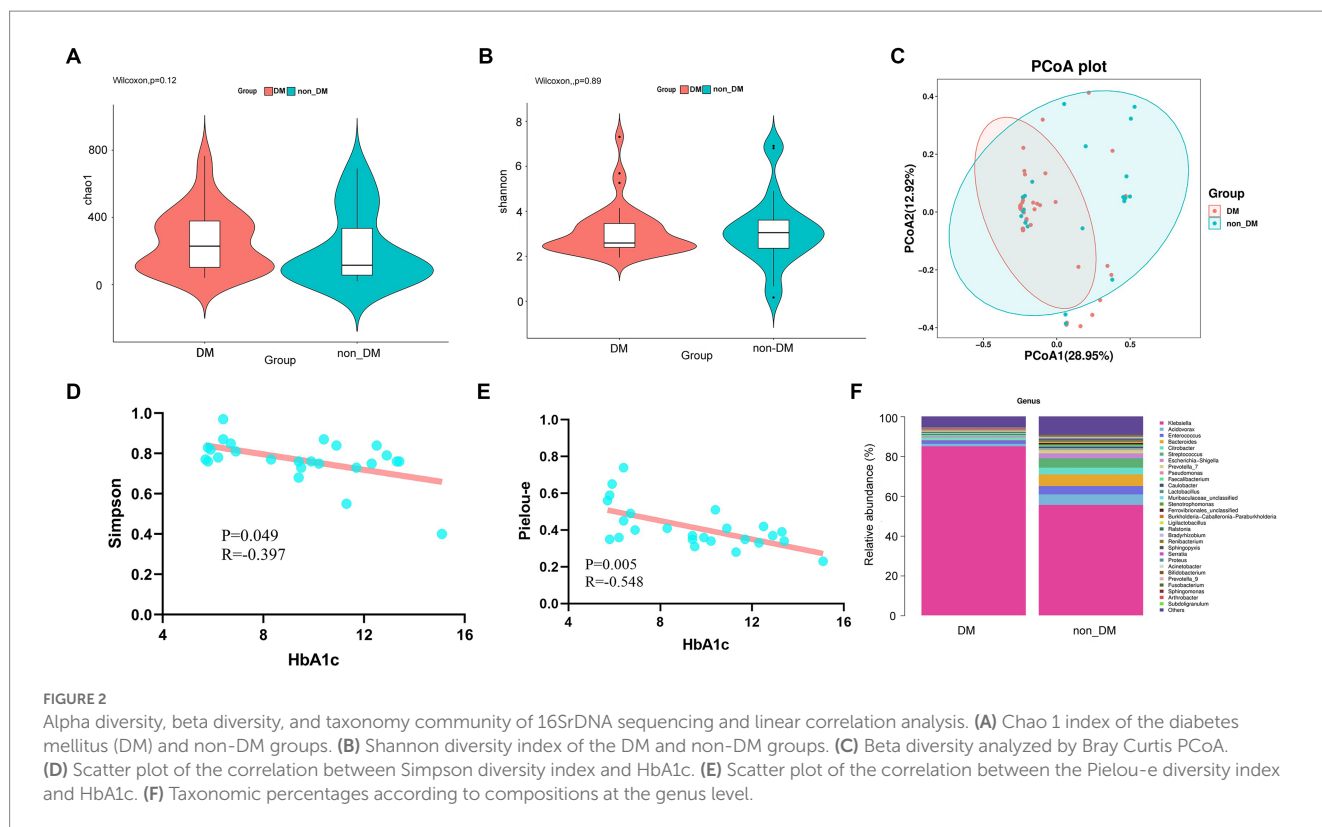 A
Wilcoxon,p=0.12
Group DM non_DM
chao1
800
400
0
DM
non_DM
Group
B
Wilcoxon,,p=0.89
Group DM non_DM
shannon
8
6
4
2
0
DM
non-DM
Group
C
PCoA plot
PCoA2(12.92%)
0.4
0.2
0.0
−0.2
−0.4
−0.5
0.0
0.5
PCoA1(28.95%)
Group
DM
non_DM
D
Simpson
1.0
0.8
0.6
0.4
0.2
0.0
P=0.049
R=-0.397
4
8
12
16
HbA1c
E
Pielou-e
1.0
0.8
0.6
0.4
0.2
0.0
P=0.005
R=-0.548
4
8
12
16
HbA1c
F
Genus
Relative abundance (%)
100
80
60
40
20
0
DM
non_DM
Klebsiella
Acidovorax
Enterococcus
Bacteroides
Citrobacter
Streptococcus
Escherichia−Shigella
Prevotella_7
Pseudomonas
Faecalibacterium
Caulobacter
Lactobacillus
Muribaculaceae_unclassified
Stenotrophomonas
Ferrovibrionales_unclassified
Burkholderia−Caballeronia−Paraburkholderia
Ligilactobacillus
Ralstonia
Bradyrhizobium
Renibacterium
Sphingopyxis
Serratia
Proteus
Acinetobacter
Bifidobacterium
Prevotella_9
Fusobacterium
Sphingomonas
Arthrobacter
Subdoligranulum
Others
FIGURE 2
Alpha diversity, beta diversity, and taxonomy community of 16SrDNA sequencing and linear correlation analysis. (A) Chao 1 index of the diabetes
mellitus (DM) and non-DM groups. (B) Shannon diversity index of the DM and non-DM groups. (C) Beta diversity analyzed by Bray Curtis PCoA.
(D) Scatter plot of the correlation between Simpson diversity index and HbA1c. (E) Scatter plot of the correlation between the Pielou-e diversity index
and HbA1c. (F) Taxonomic percentages according to compositions at the genus level.